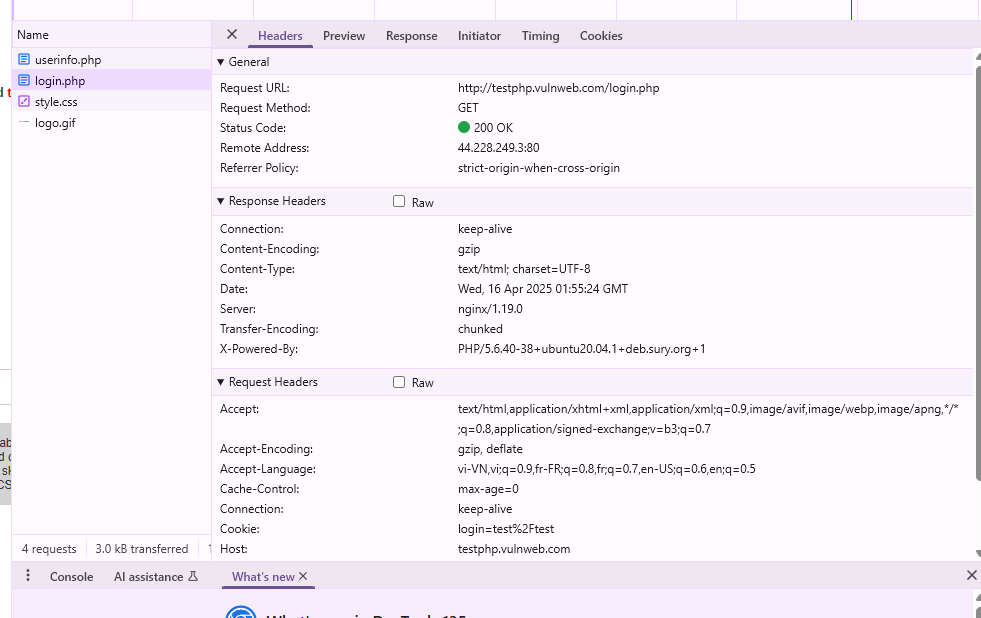 Name
userinfo.php
login.php
style.css
logo.gif
4 requests 3.0 kB transferred
Headers Preview Response Initiator Timing Cookies
General
Request URL: http://testphp.vulnweb.com/login.php
Request Method: GET
Status Code: 200 OK
Remote Address: 44.228.249.3:80
Referrer Policy: strict-origin-when-cross-origin
Response Headers Raw
Connection: keep-alive
Content-Encoding: gzip
Content-Type: text/html; charset=UTF-8
Date: Wed, 16 Apr 2025 01:55:24 GMT
Server: nginx/1.19.0
Transfer-Encoding: chunked
X-Powered-By: PHP/5.6.40-38+ubuntu20.04.1+deb.sury.org+1
Request Headers Raw
Accept: text/html,application/xhtml+xml,application/xml;q=0.9,image/avif,image/webp,image/apng,*/*
;q=0.8,application/signed-exchange;v=b3;q=0.7
Accept-Encoding: gzip, deflate
Accept-Language: vi-VN,vi;q=0.9,fr-FR;q=0.8,fr;q=0.7,en-US;q=0.6,en;q=0.5
Cache-Control: max-age=0
Connection: keep-alive
Cookie: login=test%2Ftest
Host: testphp.vulnweb.com
Console AI assistance What's new